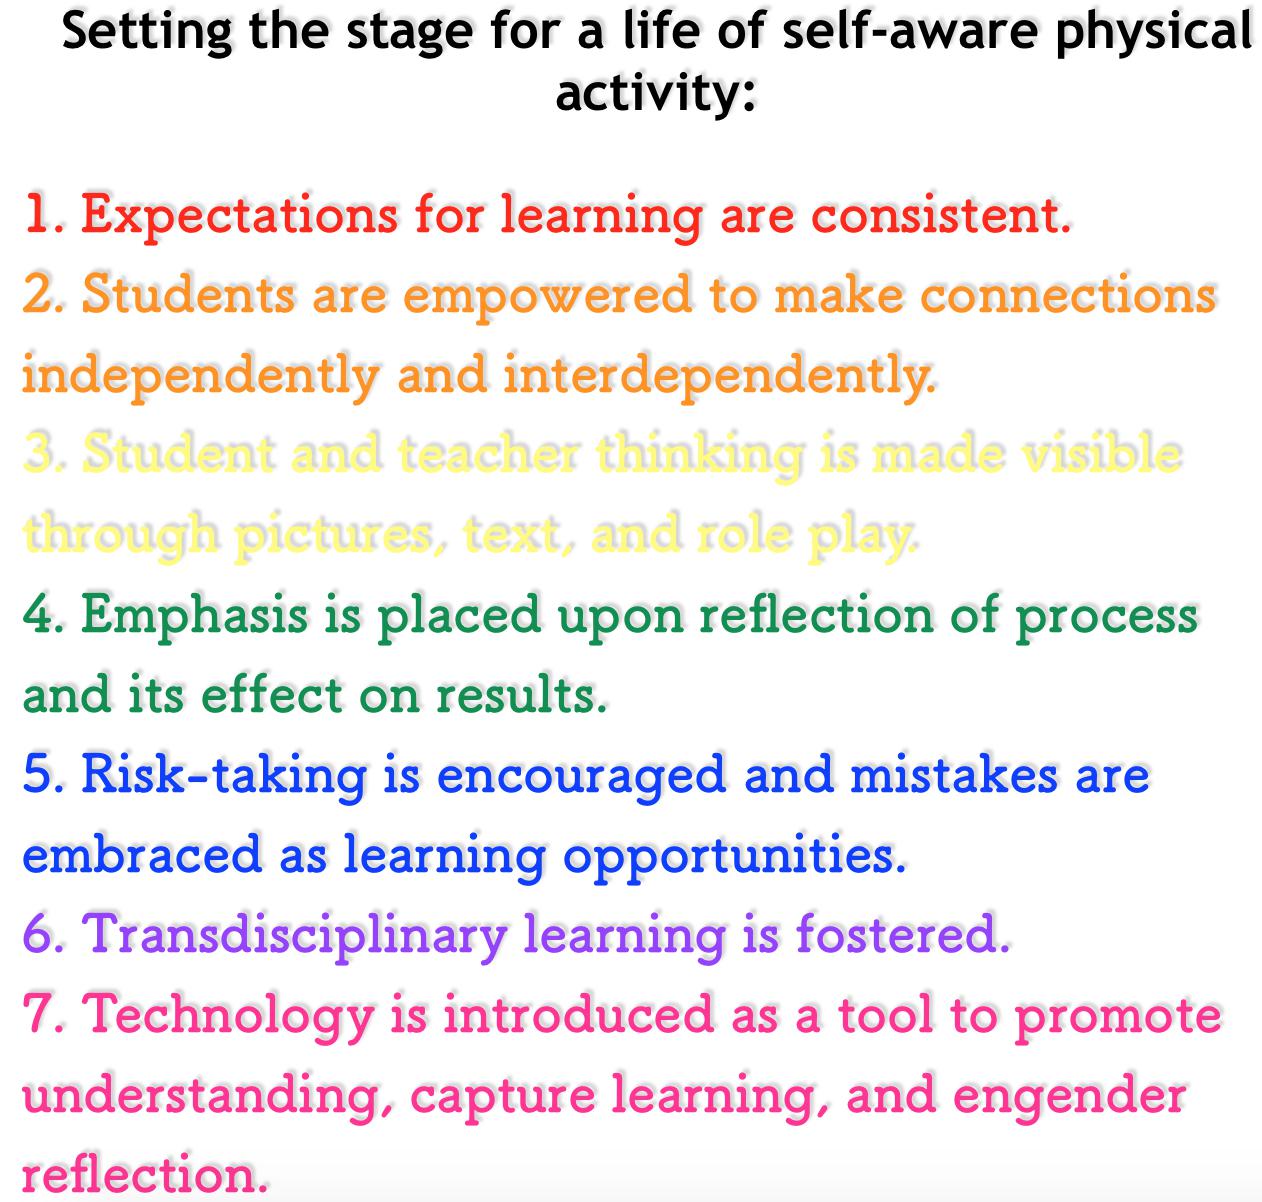 Setting the stage for a life of self-aware physical
activity:
1. Expectations for learning are consistent.
2. Students are empowered to make connections
independently and interdependently.
3. Student and teacher thinking is made visible
through pictures, text, and role play.
4. Emphasis is placed upon reflection of process
and its effect on results.
5. Risk-taking is encouraged and mistakes are
embraced as learning opportunities.
6. Transdisciplinary learning is fostered.
7. Technology is introduced as a tool to promote
understanding, capture learning, and engender
reflection.